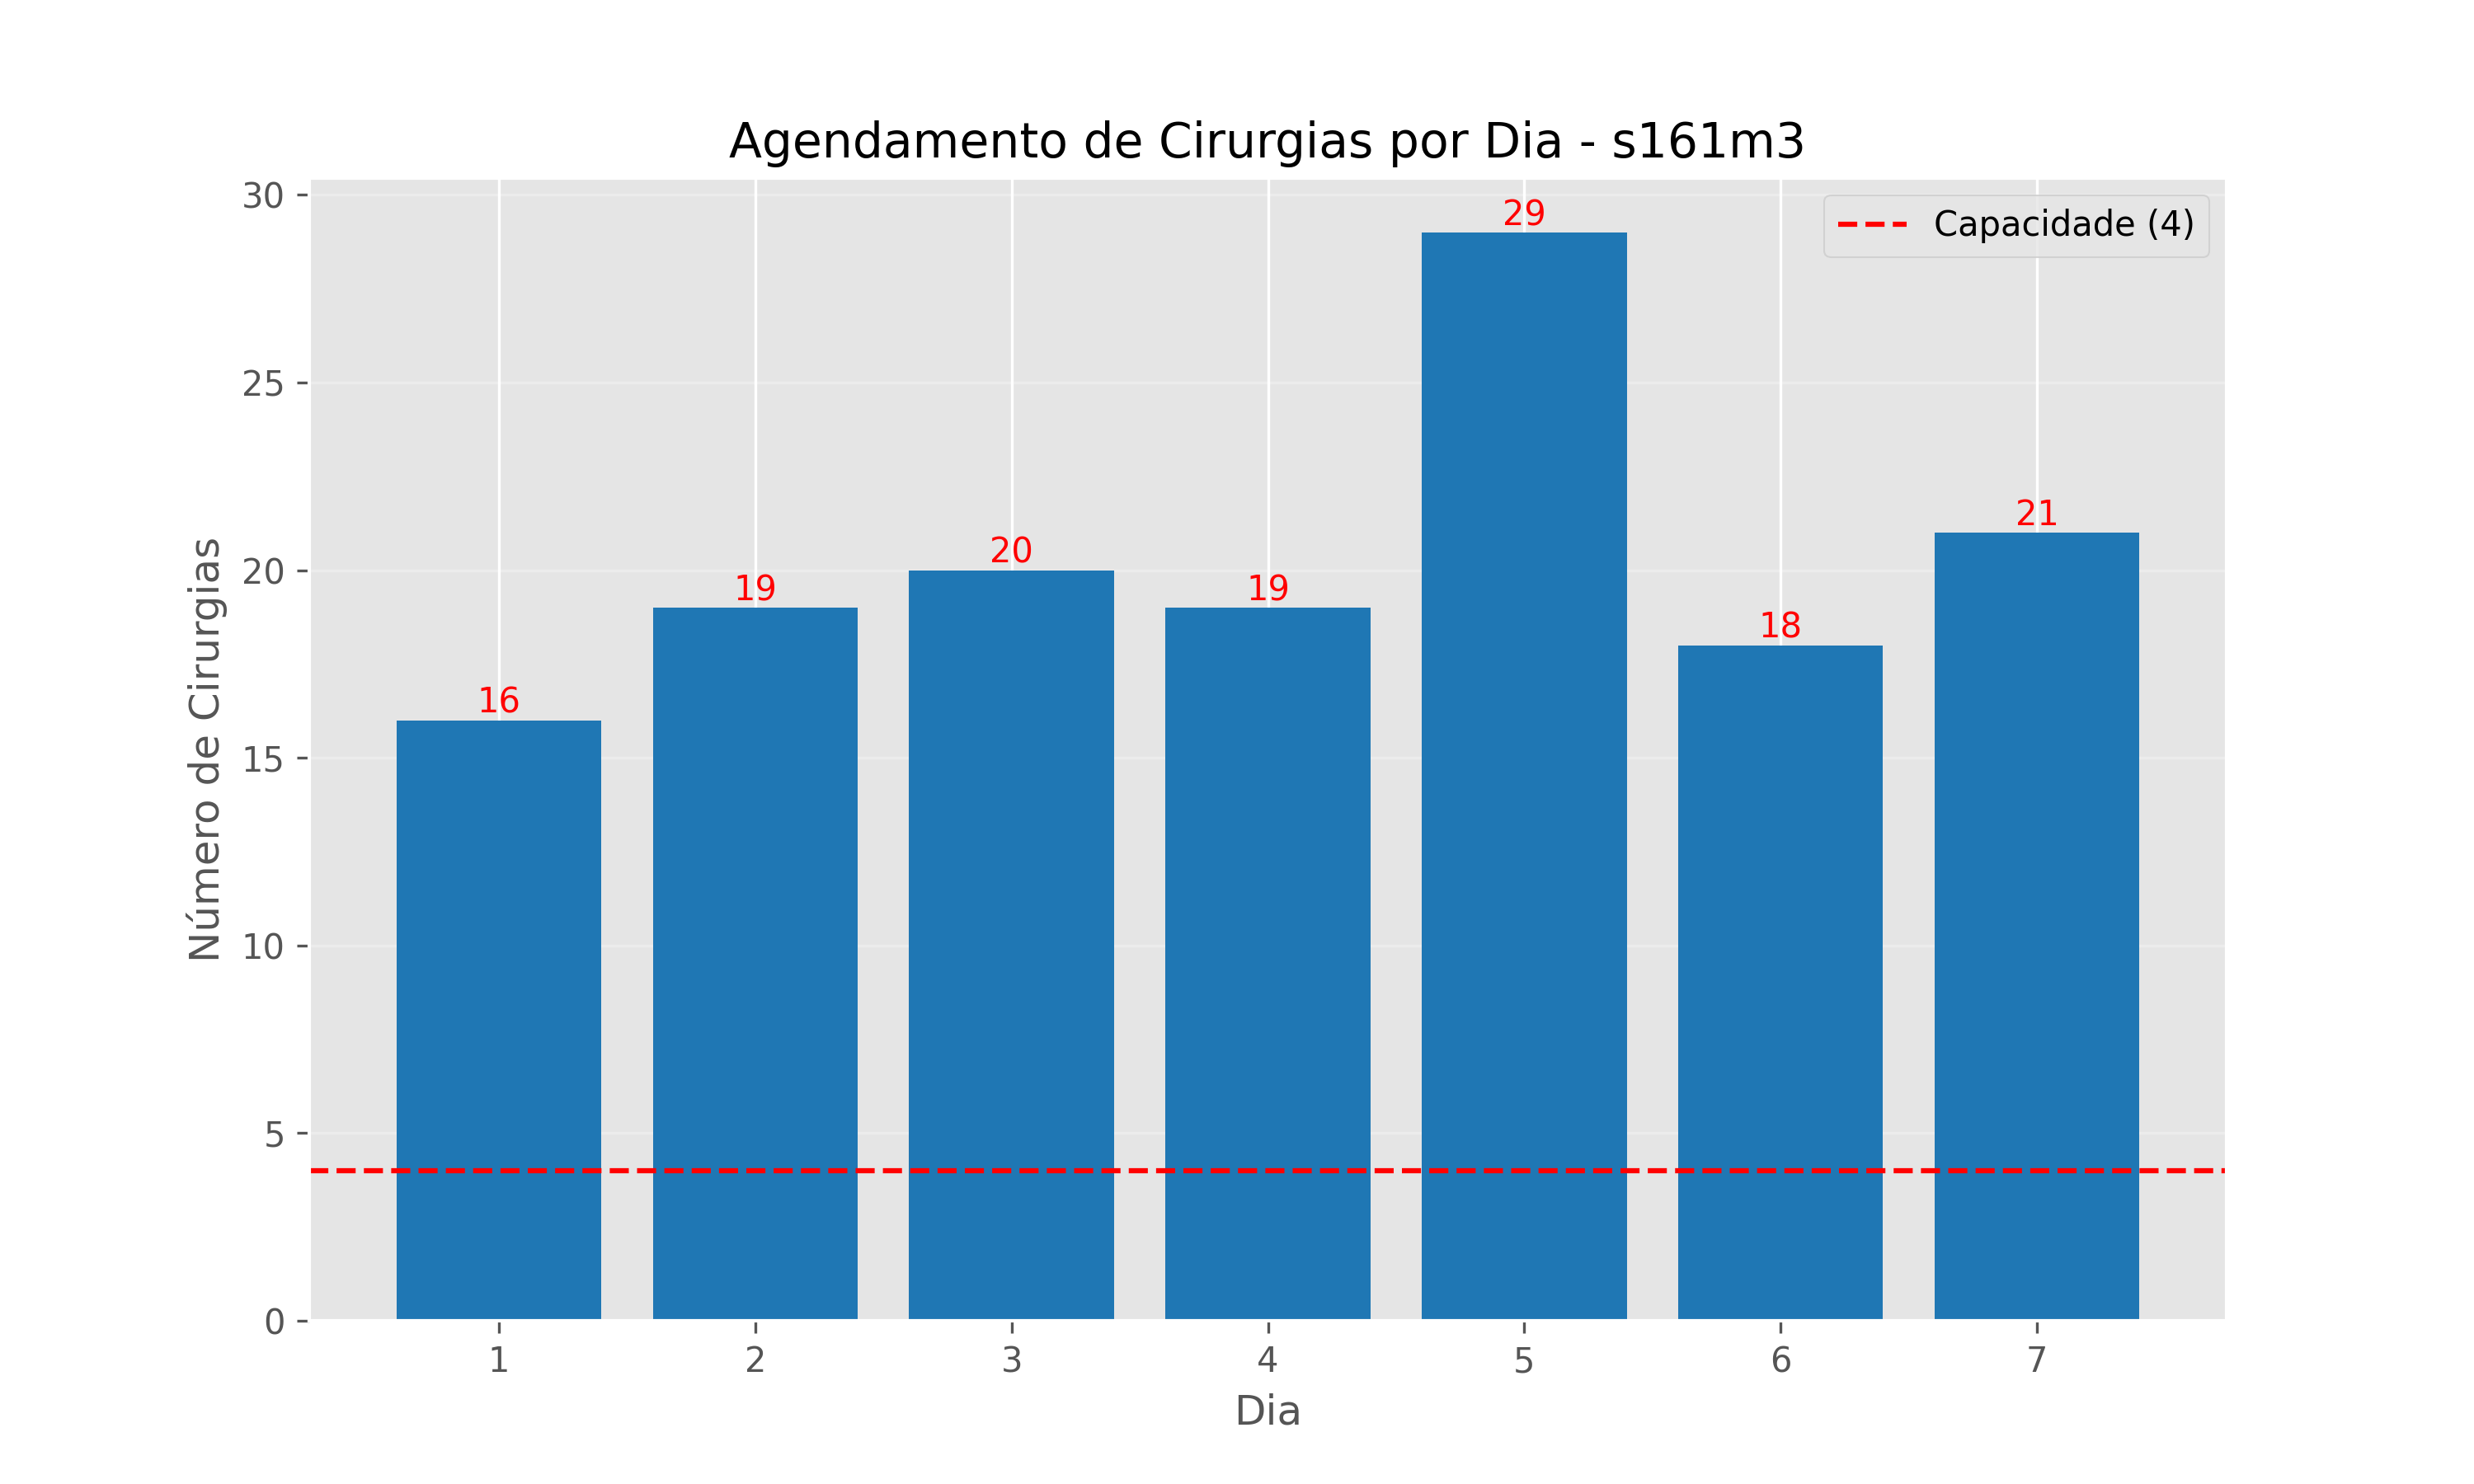 Agendamento de Cirurgias por Dia - s161m3
Capacidade (4)
Número de Cirurgias
30
25
20
15
10
5
0
16
19
20
19
29
18
21
1 2 3 4 5 6 7
Dia